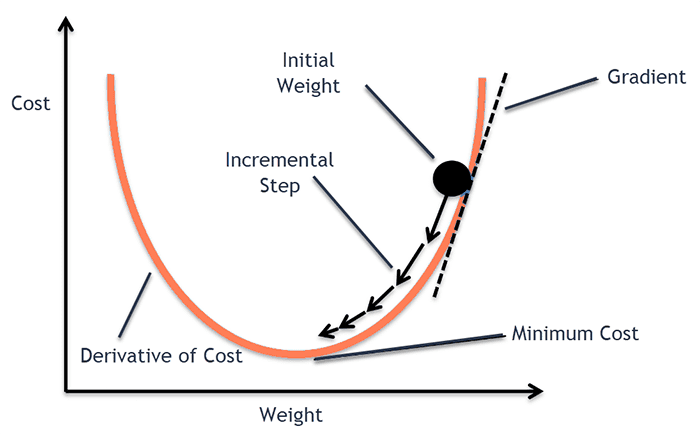 Initial
Weight
Gradient
Cost
Incremental
Step
Minimum Cost
Derivative of Cost
Weight